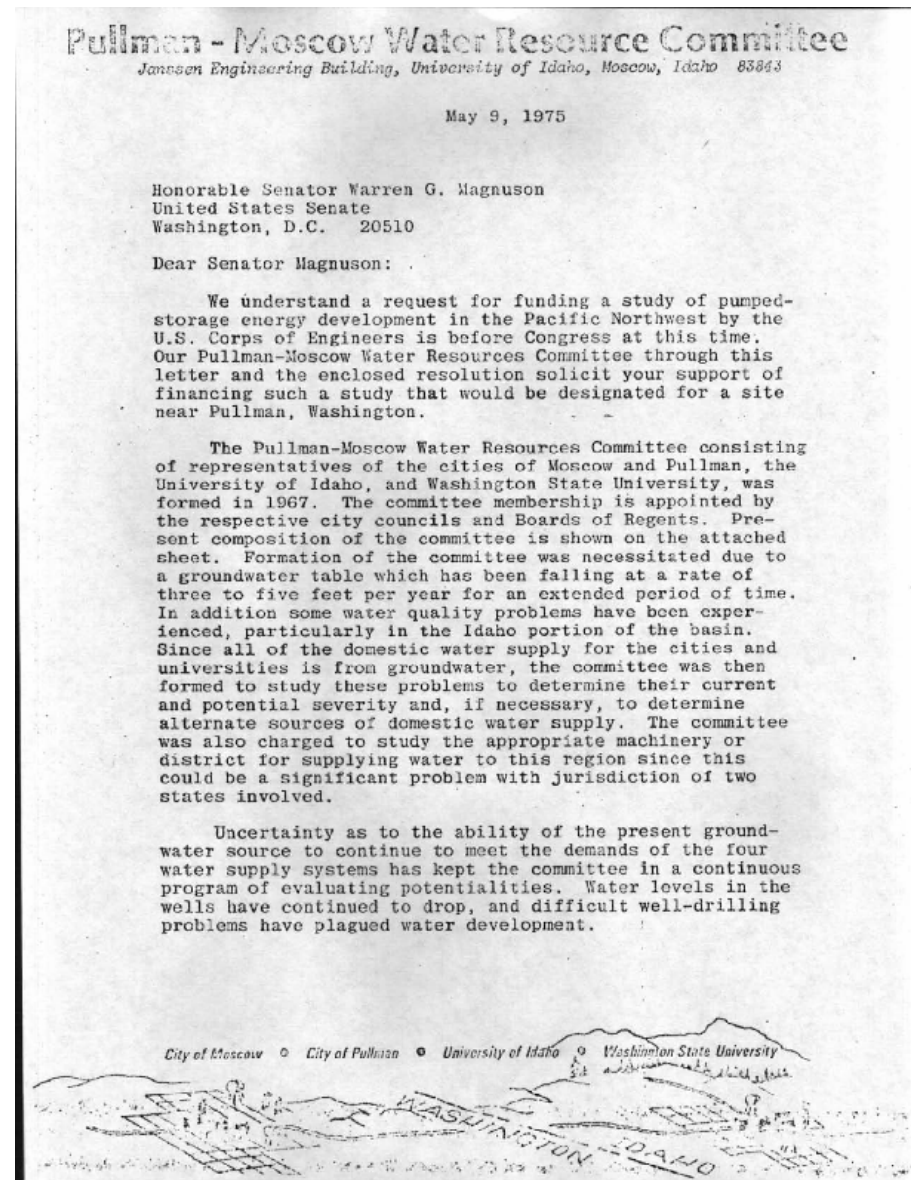 Pullman - Moscow Water Resource Committee
Janssen Engineering Building, University of Idaho, Moscow, Idaho 83843
May 9, 1975
Honorable Senator Warren G. Magnuson
United States Senate
Washington, D.C. 20510
Dear Senator Magnuson:
We understand a request for funding a study of pumped-
storage energy development in the Pacific Northwest by the
U.S. Corps of Engineers is before Congress at this time.
Our Pullman-Moscow Water Resources Committee through this
letter and the enclosed resolution solicit your support of
financing such a study that would be designated for a site
near Pullman, Washington.
The Pullman-Moscow Water Resources Committee consisting
of representatives of the cities of Moscow and Pullman, the
University of Idaho, and Washington State University, was
formed in 1967. The committee membership is appointed by
the respective city councils and Boards of Regents. Pre-
sent composition of the committee is shown on the attached
sheet. Formation of the committee was necessitated due to
a groundwater table which has been falling at a rate of
three to five feet per year for an extended period of time.
In addition some water quality problems have been exper-
ienced, particularly in the Idaho portion of the basin.
Since all of the domestic water supply for the cities and
universities is from groundwater, the committee was then
formed to study these problems to determine their current
and potential severity and, if necessary, to determine
alternate sources of domestic water supply. The committee
was also charged to study the appropriate machinery or
district for supplying water to this region since this
could be a significant problem with jurisdiction of two
states involved.
Uncertainty as to the ability of the present ground-
water source to continue to meet the demands of the four
water supply systems has kept the committee in a continuous
program of evaluating potentialities. Water levels in the
wells have continued to drop, and difficult well-drilling
problems have plagued water development.
City of Moscow o City of Pullman o University of Idaho o Washington State University
WASHINGTON
IDAHO